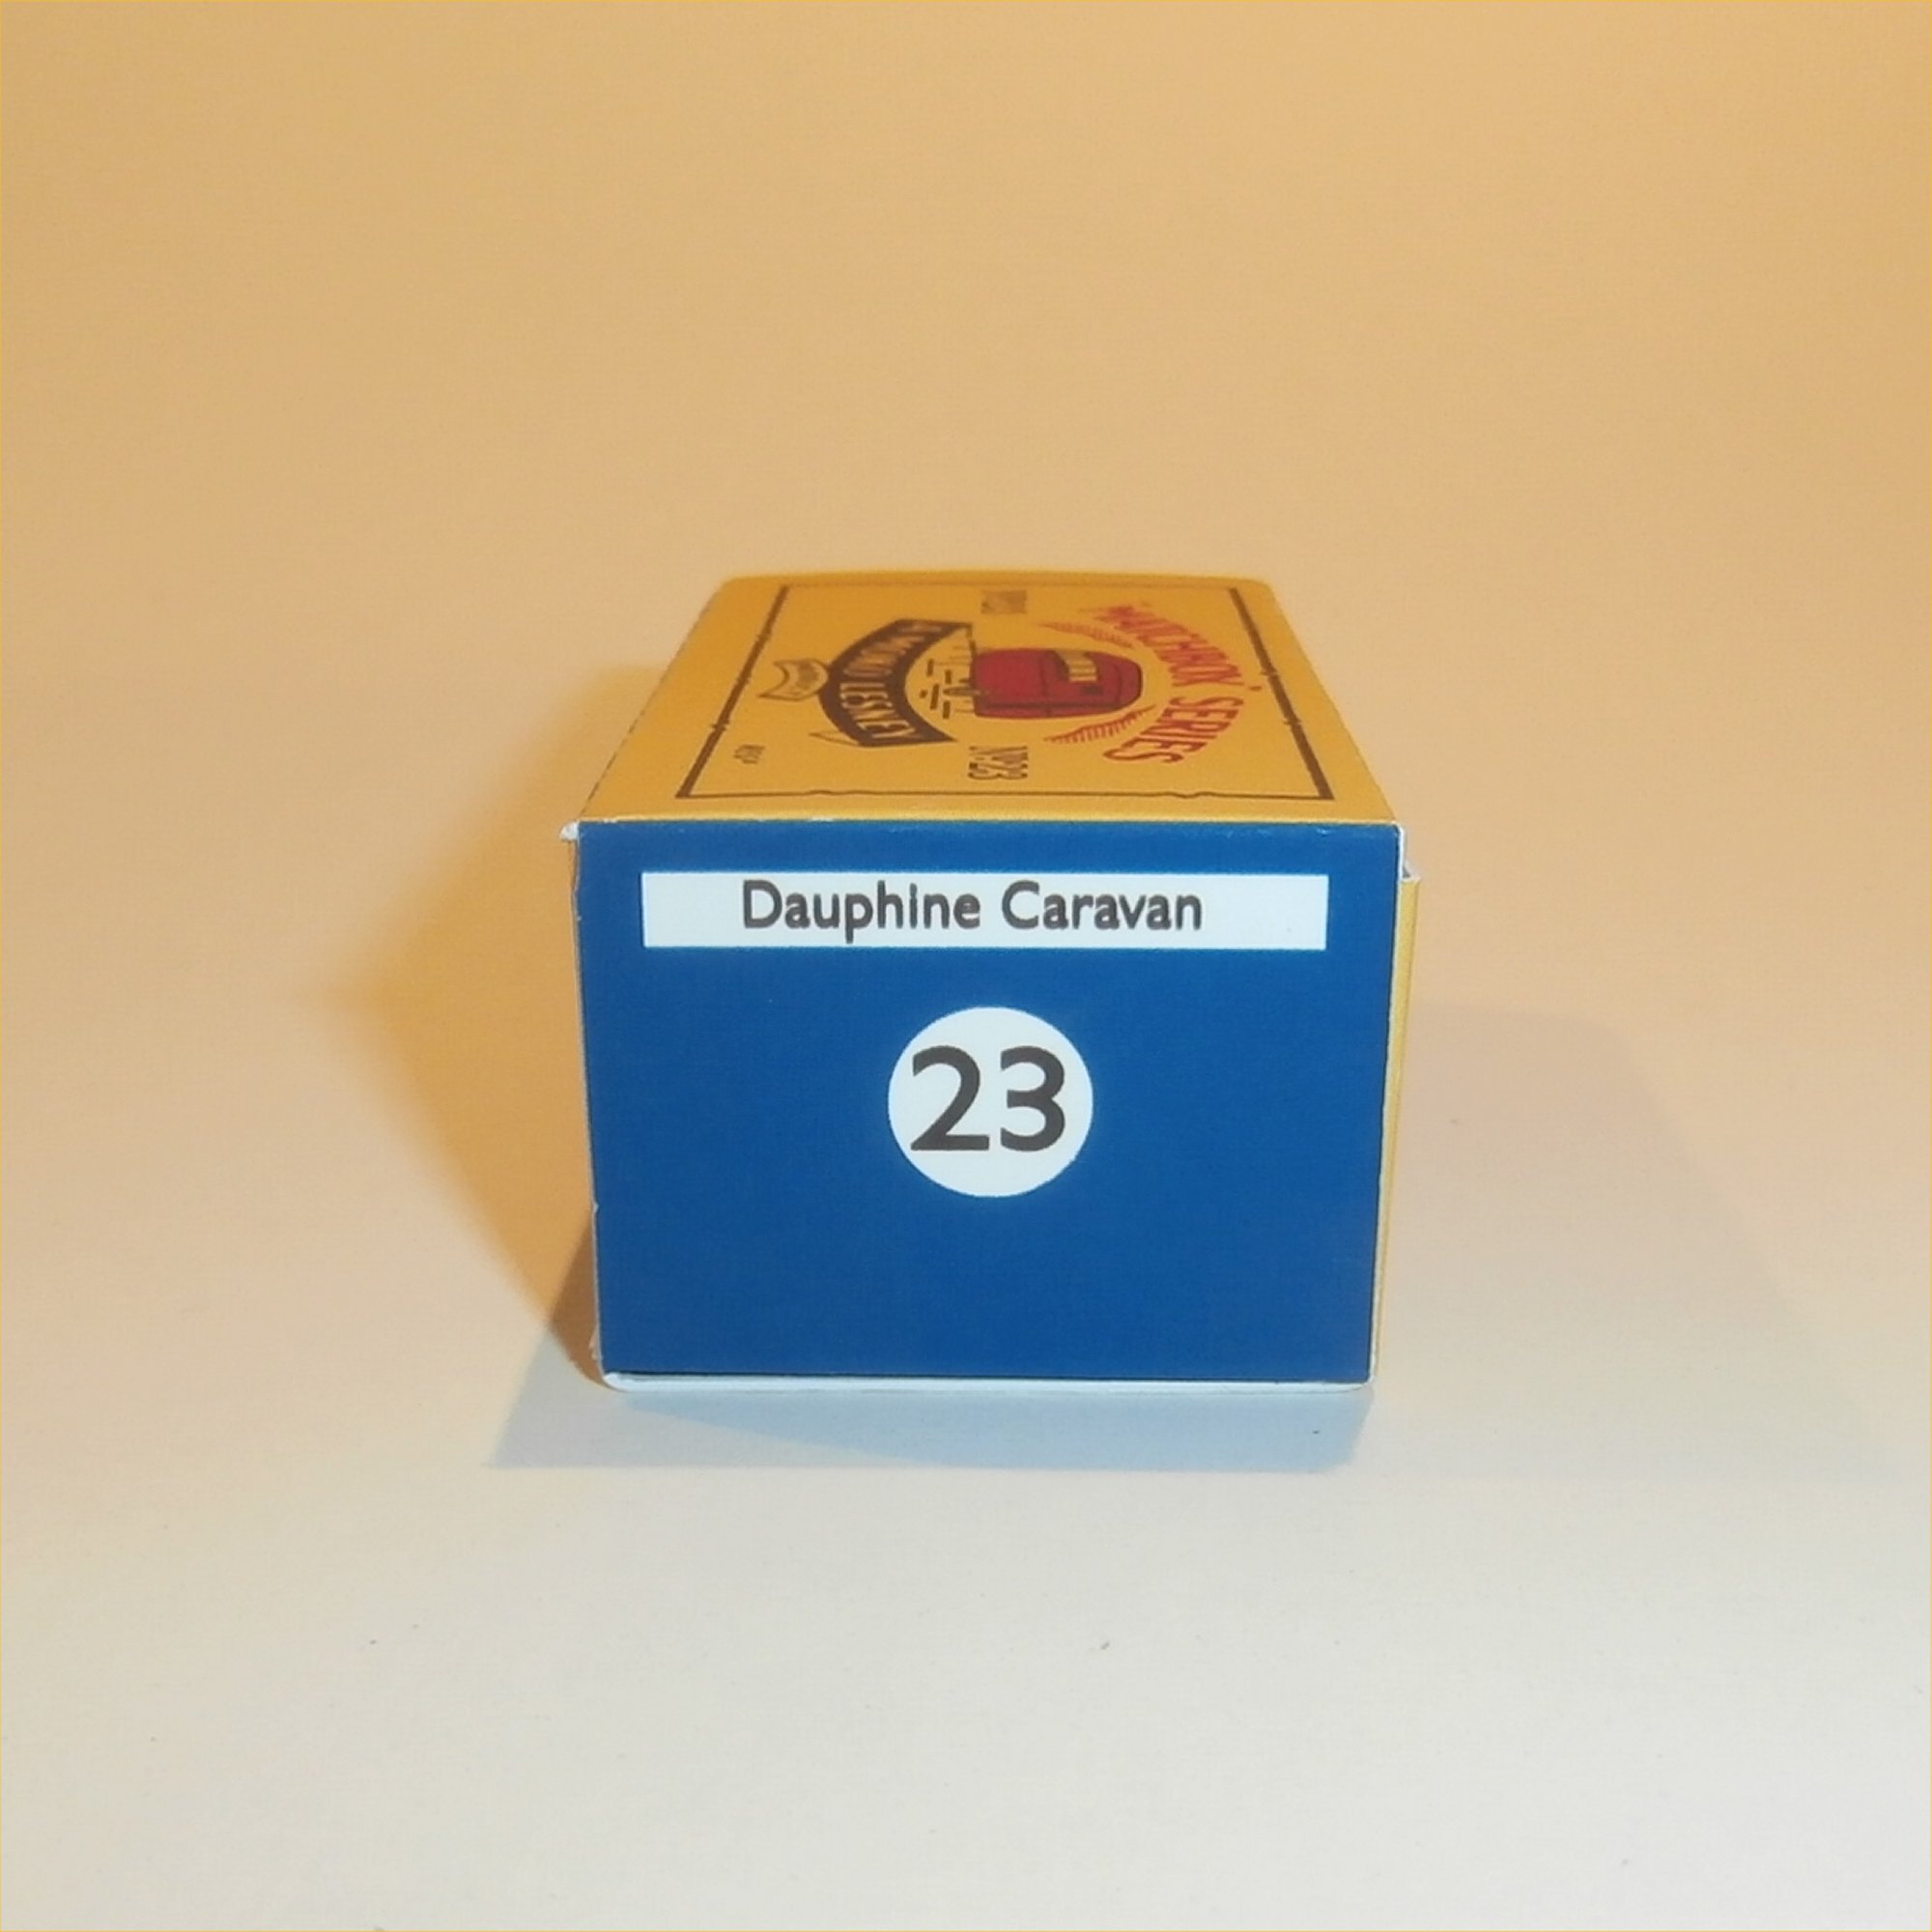 "MATCHBOX" SERIES
Nº23
A MOKO LESNEY
Dauphine Caravan
23